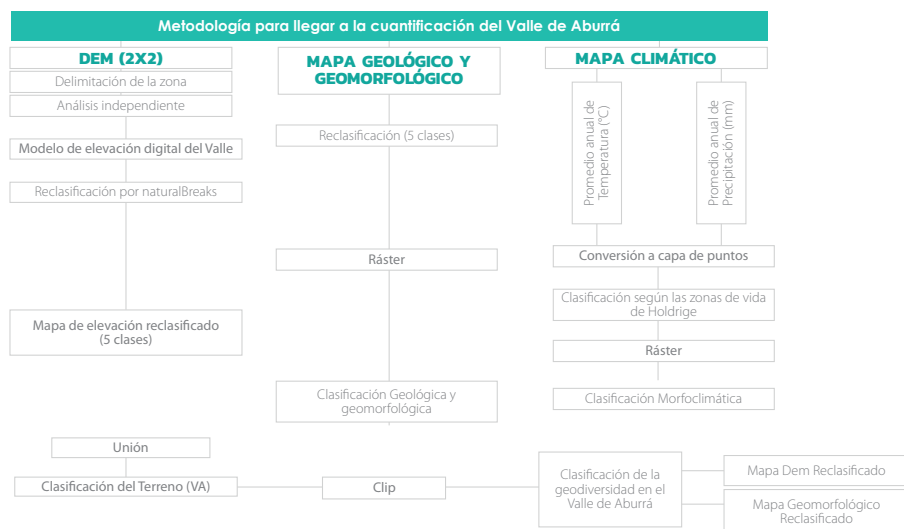 Metodología para llegar a la cuantificación del Valle de Aburrá
DEM (2X2)
Delimitación de la zona
Análisis independiente
Modelo de elevación digital del Valle
Reclasificación por naturalBreaks
Mapa de elevación reclasificado
(5 clases)
MAPA GEOLÓGICO Y
GEOMORFOLÓGICO
Reclasificación (5 clases)
Ráster
Clasificación Geológica y
geomorfológica
MAPA CLIMÁTICO
Promedio anual de
Temperatura (°C)
Promedio anual de
Precipitación (mm)
Conversión a capa de puntos
Clasificación según las zonas de vida
de Holdrige
Ráster
Clasificación Morfoclimática
Unión
Clasificación del Terreno (VA)
Clip
Clasificación de la
geodiversidad en el
Valle de Aburrá
Mapa Dem Reclasificado
Mapa Geomorfológico
Reclasificado